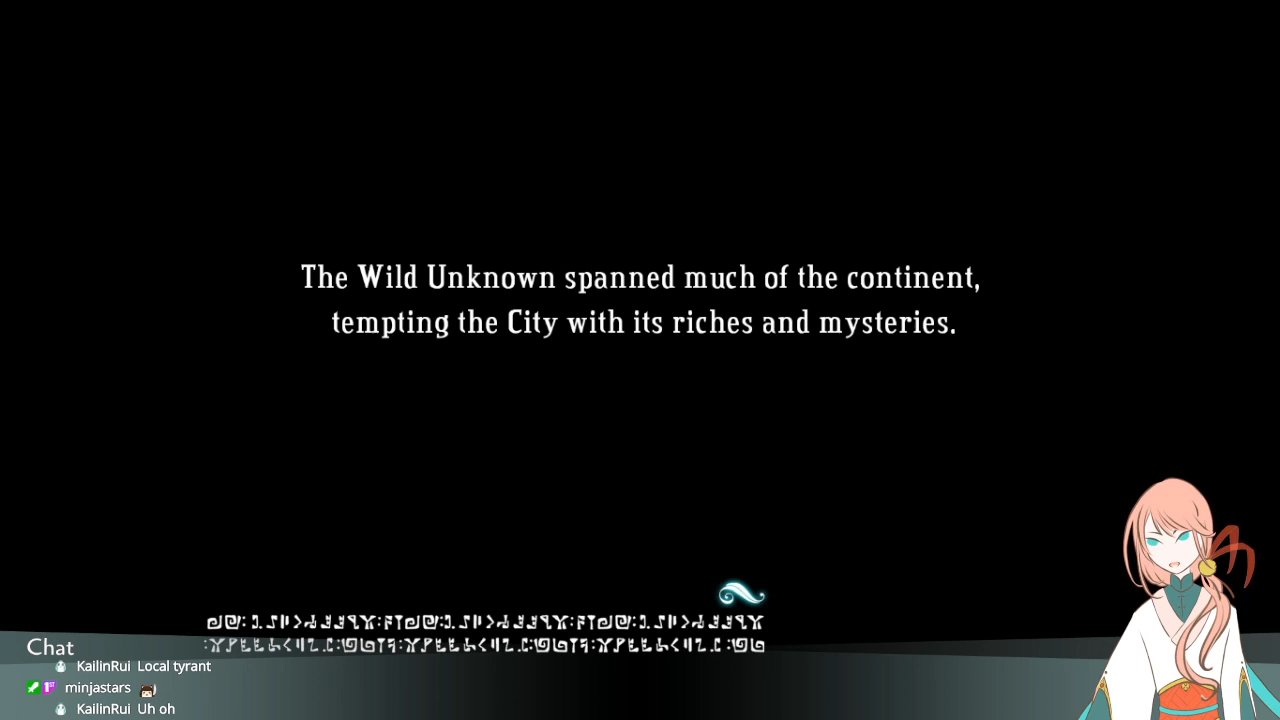 The Wild Unknown spanned much of the continent,
tempting the City with its riches and mysteries.
Chat
KailinRui Local tyrant
minjastars
KailinRui Uh oh